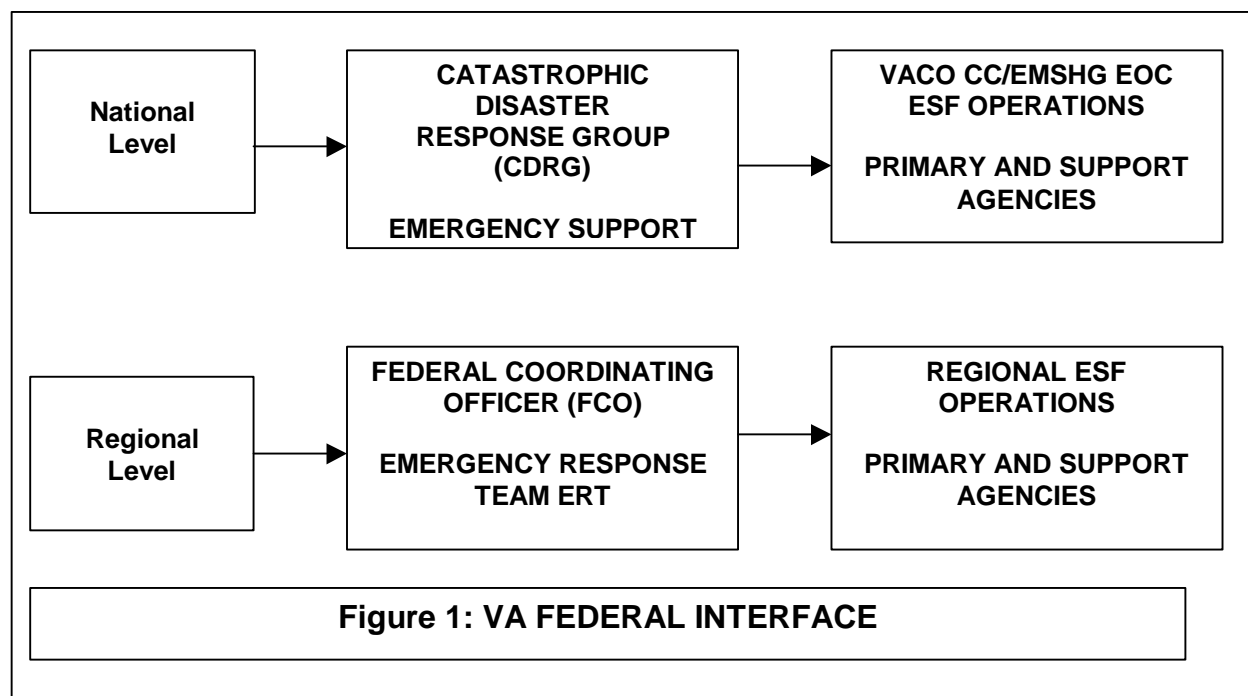 National
Level
CATASTROPHIC
DISASTER
RESPONSE GROUP
(CDRG)
EMERGENCY SUPPORT
VACO CC/EMSHG EOC
ESF OPERATIONS
PRIMARY AND SUPPORT
AGENCIES
Regional
Level
FEDERAL COORDINATING
OFFICER (FCO)
EMERGENCY RESPONSE
TEAM ERT
REGIONAL ESF
OPERATIONS
PRIMARY AND SUPPORT
AGENCIES
Figure 1: VA FEDERAL INTERFACE